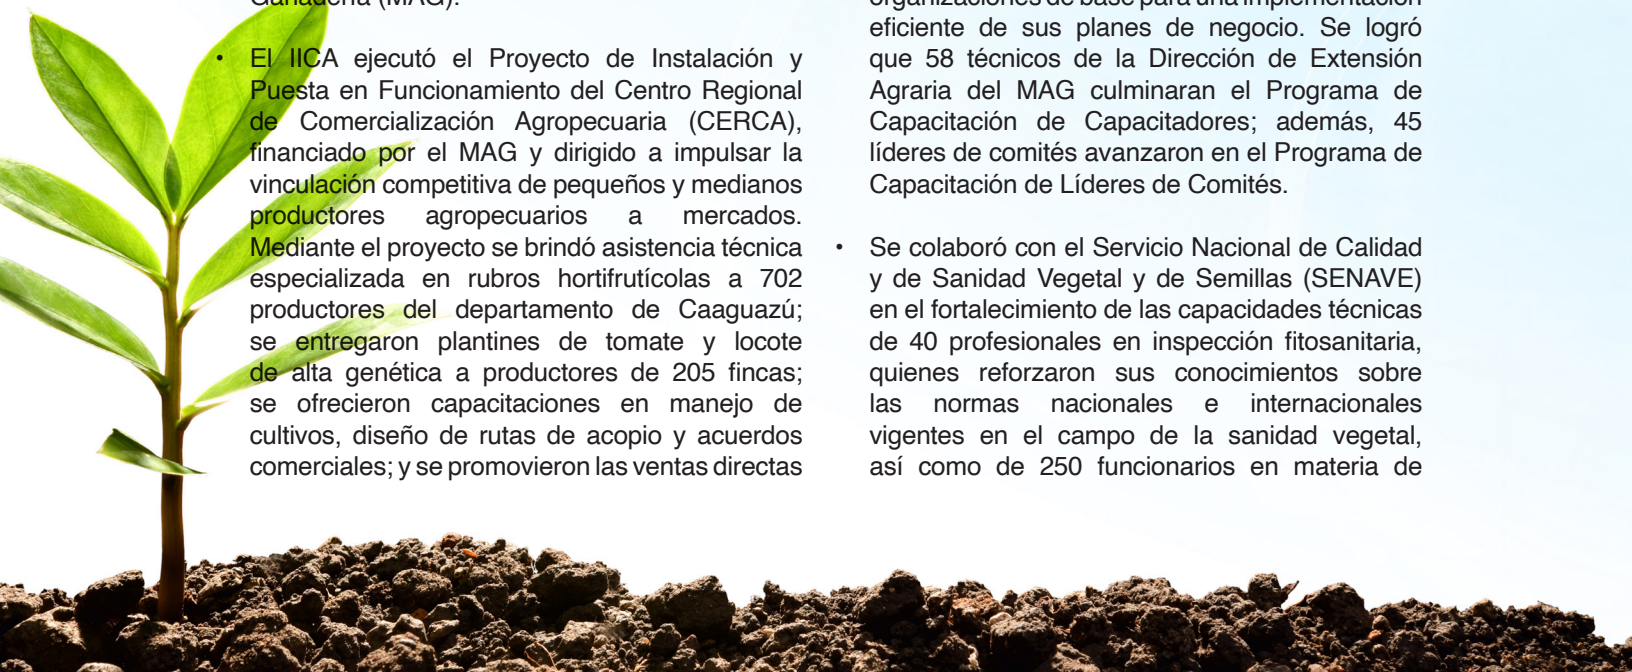 Ganadería (MAG).
• El IICA ejecutó el Proyecto de Instalación y
Puesta en Funcionamiento del Centro Regional
de Comercialización Agropecuaria (CERCA),
financiado por el MAG y dirigido a impulsar la
vinculación competitiva de pequeños y medianos
productores agropecuarios a mercados.
Mediante el proyecto se brindó asistencia técnica
especializada en rubros hortifrutícolas a 702
productores del departamento de Caaguazú;
se entregaron plantines de tomate y locote
de alta genética a productores de 205 fincas;
se ofrecieron capacitaciones en manejo de
cultivos, diseño de rutas de acopio y acuerdos
comerciales; y se promovieron las ventas directas
organizaciones de base para una implementación
eficiente de sus planes de negocio. Se logró
que 58 técnicos de la Dirección de Extensión
Agraria del MAG culminaran el Programa de
Capacitación de Capacitadores; además, 45
líderes de comités avanzaron en el Programa de
Capacitación de Líderes de Comités.
• Se colaboró con el Servicio Nacional de Calidad
y de Sanidad Vegetal y de Semillas (SENAVE)
en el fortalecimiento de las capacidades técnicas
de 40 profesionales en inspección fitosanitaria,
quienes reforzaron sus conocimientos sobre
las normas nacionales e internacionales
vigentes en el campo de la sanidad vegetal,
así como de 250 funcionarios en materia de